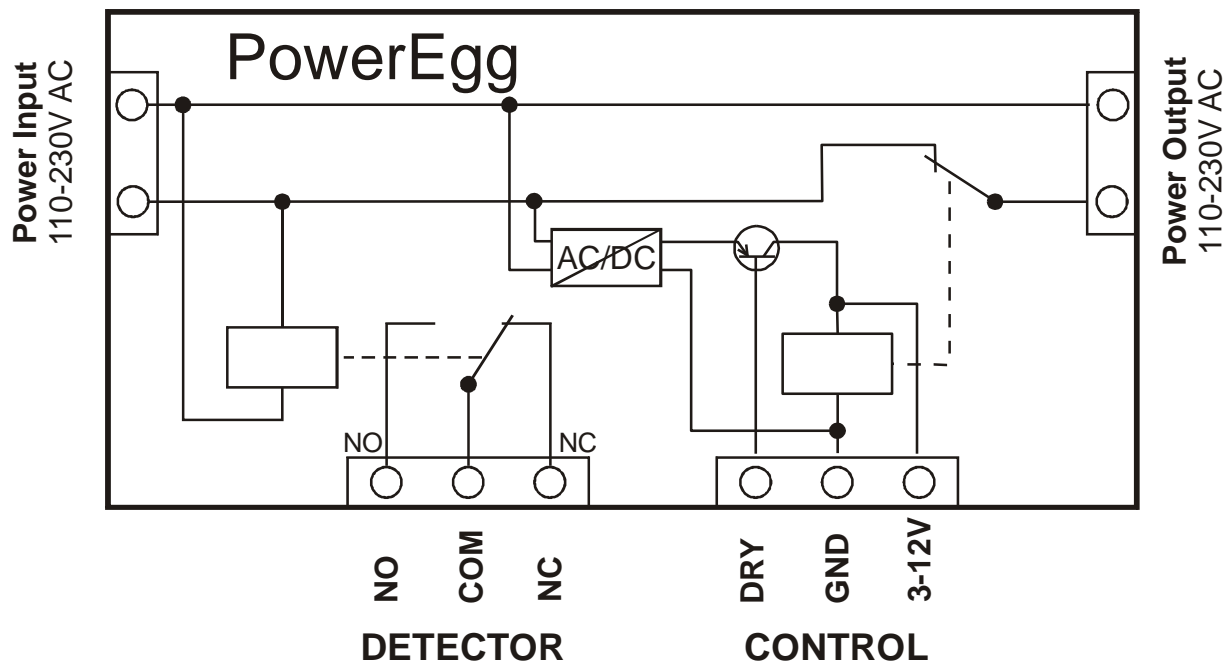 PowerEgg
Power Input
110-230V AC
Power Output
110-230V AC
AC/DC
NO
NC
NO
COM
NC
DRY
GND
3-12V
DETECTOR
CONTROL